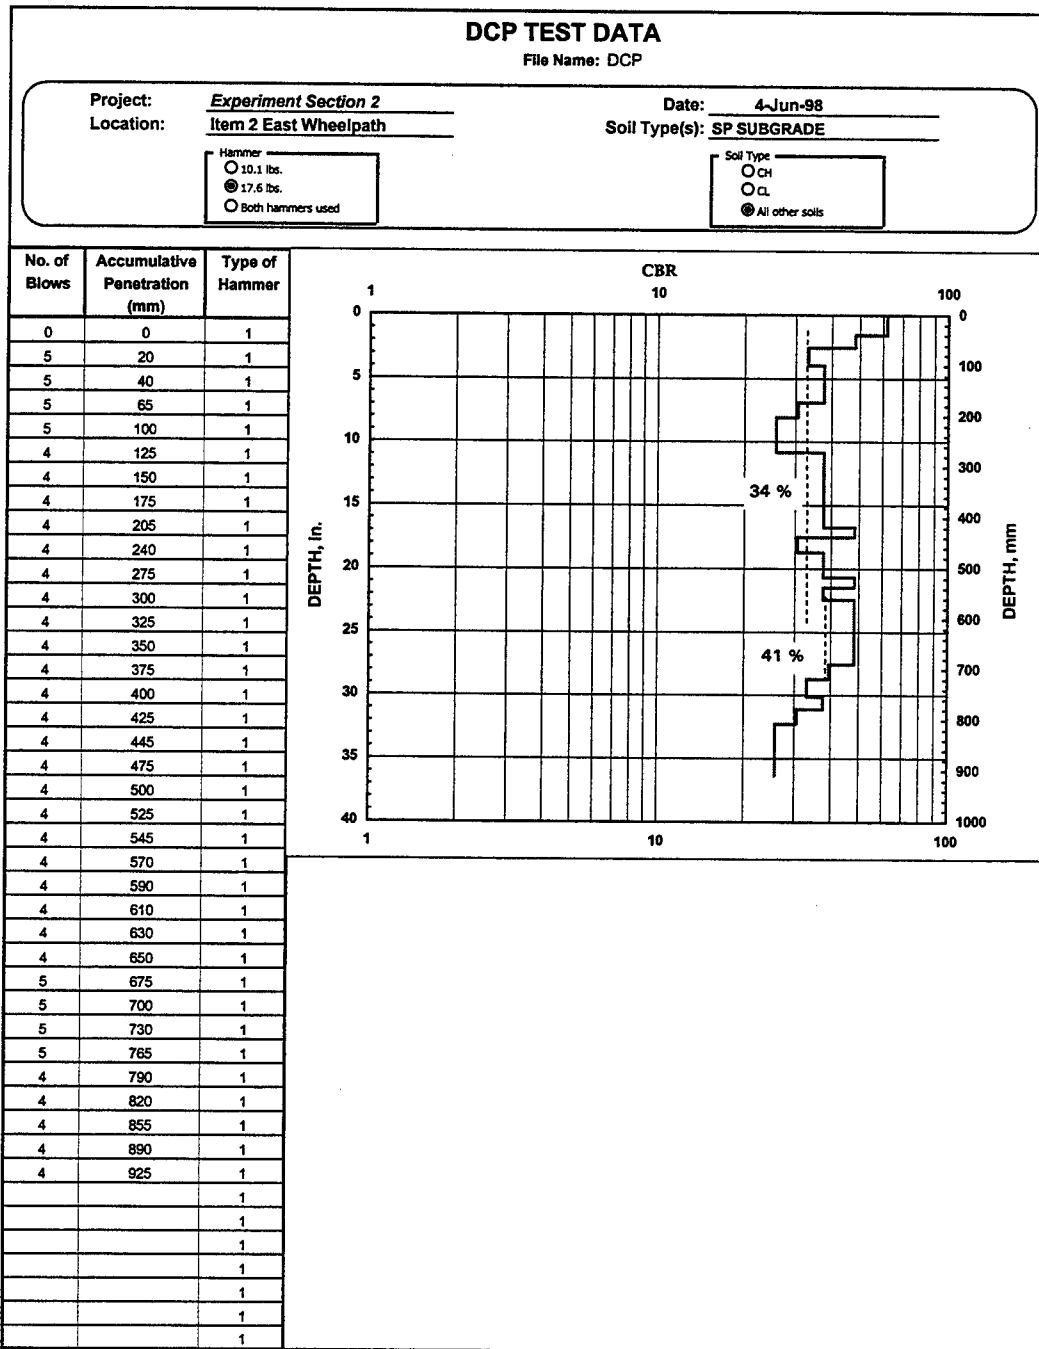 DCP TEST DATA
File Name: DCP
Project: Experiment Section 2 Date: 4-Jun-98
Location: Item 2 East Wheelpath Soil Type(s): SP SUBGRADE
Hammer
10.1 lbs.
17.6 lbs.
Both hammers used
Soil Type
CH
CL
All other soils
No. of Blows Accumulative Penetration (mm) Type of Hammer
0 0 1
5 20 1
5 40 1
5 65 1
5 100 1
4 125 1
4 150 1
4 175 1
4 205 1
4 240 1
4 275 1
4 300 1
4 325 1
4 350 1
4 375 1
4 400 1
4 425 1
4 445 1
4 475 1
4 500 1
4 525 1
4 545 1
4 570 1
4 590 1
4 610 1
4 630 1
4 650 1
5 675 1
5 700 1
5 730 1
5 765 1
4 790 1
4 820 1
4 855 1
4 890 1
4 925 1
1
1
1
1
1
1
1
CBR
1 10 100
0 0
100
5
200
10
300
15
400
20 500
600
25
700
30
800
35
900
40 1000
34 %
41 %
DEPTH, in.
DEPTH, mm
1 10 100